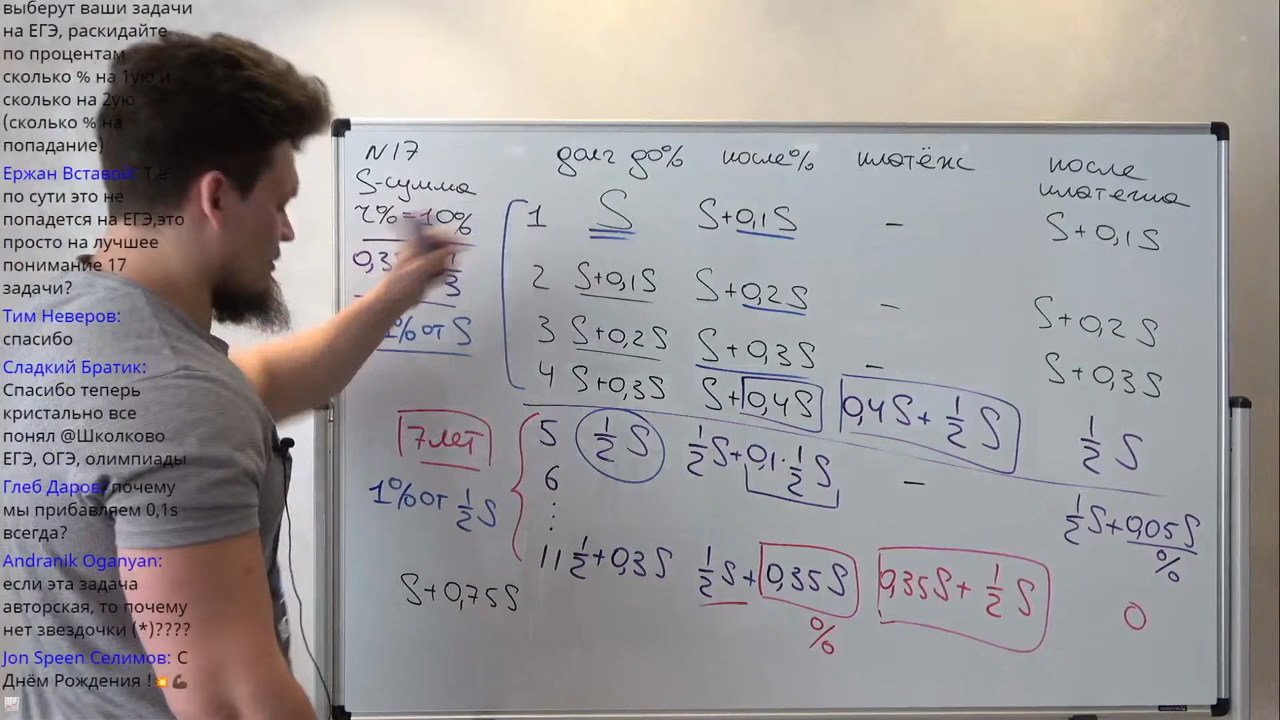 выберут ваши задачи
на ЕГЭ, раскидайте
по процентам
сколько % на 1ую и
сколько на 2ую
(сколько % на
попадание)
Ержан Вставай: Т,е
по сути это не
попадется на ЕГЭ,это
просто на лучшее
понимание 17
задачи?
Тим Неверов:
спасибо
Сладкий Братик:
Спасибо теперь
кристально все
понял @Школково
ЕГЭ, ОГЭ, олимпиады
Глеб Даров: почему
мы прибавляем 0,1s
всегда?
Andranik Oganyan:
если эта задача
авторская, то почему
нет звездочки (*)????
Jon Speen Селимов: С
Днём Рождения !💥💪🏿
N17
S-сумма
r%=10%
1/3
1% от S
7лет
1% от 1/2 S
S+0,75S
долг до% после% платёж после платежа
1 S S+0,1S – S+0,1S
2 S+0,1S S+0,2S – S+0,2S
3 S+0,2S S+0,3S – S+0,3S
4 S+0,3S S+0,4S 0,4S+1/2 S 1/2 S
5 1/2 S 1/2 S+0,1·1/2 S – 1/2 S+0,05S
%
6
⋮
11 1/2+0,3S 1/2 S+0,35S 0,35S+1/2 S 0
%